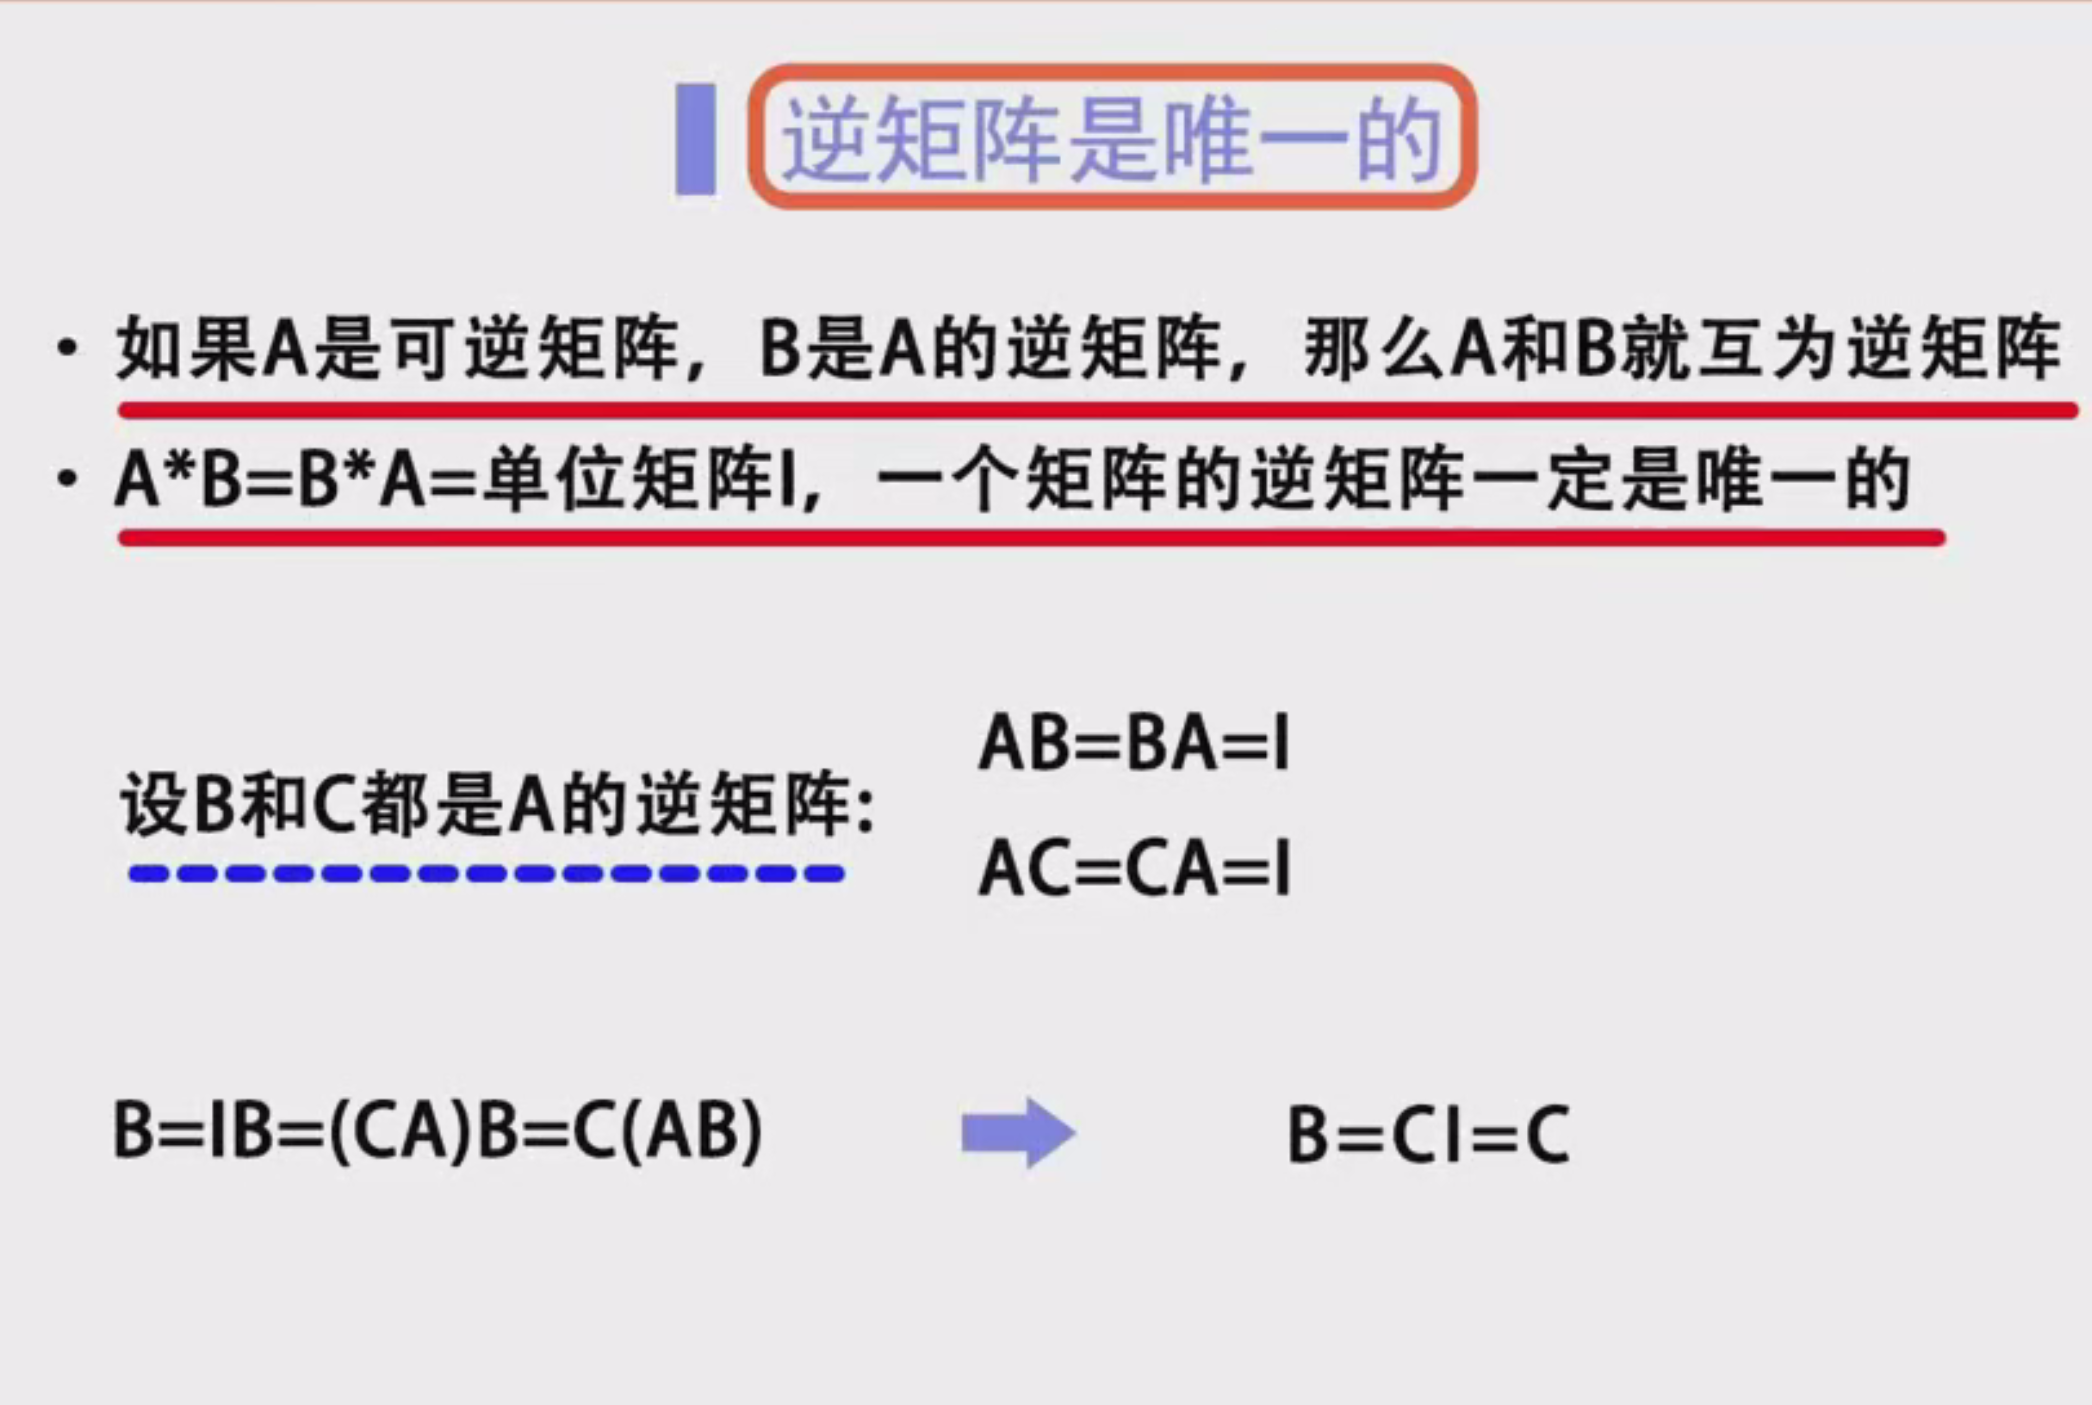 逆矩阵是唯一的
• 如果A是可逆矩阵，B是A的逆矩阵，那么A和B就互为逆矩阵
• A*B=B*A=单位矩阵I，一个矩阵的逆矩阵一定是唯一的
设B和C都是A的逆矩阵:
AB=BA=I
AC=CA=I
B=IB=(CA)B=C(AB)
B=CI=C